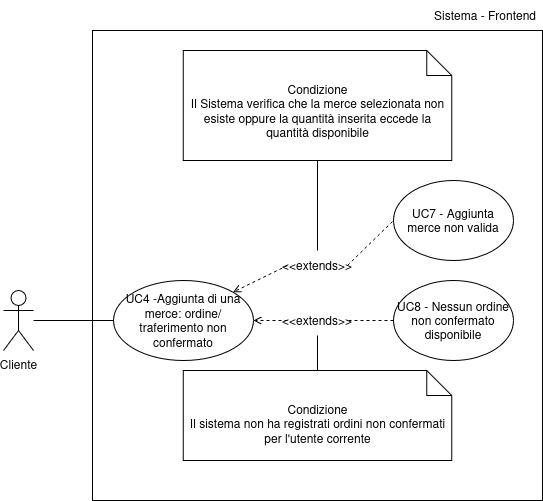 Sistema - Frontend
Condizione
Il Sistema verifica che la merce selezionata non
esiste oppure la quantità inserita eccede la
quantità disponibile
UC7 - Aggiunta
merce non valida
<<extends>>
UC4 -Aggiunta di una
merce: ordine/
traferimento non
confermato
<<extends>>
UC8 - Nessun ordine
non confermato
disponibile
Cliente
Condizione
Il sistema non ha registrati ordini non confermati
per l'utente corrente